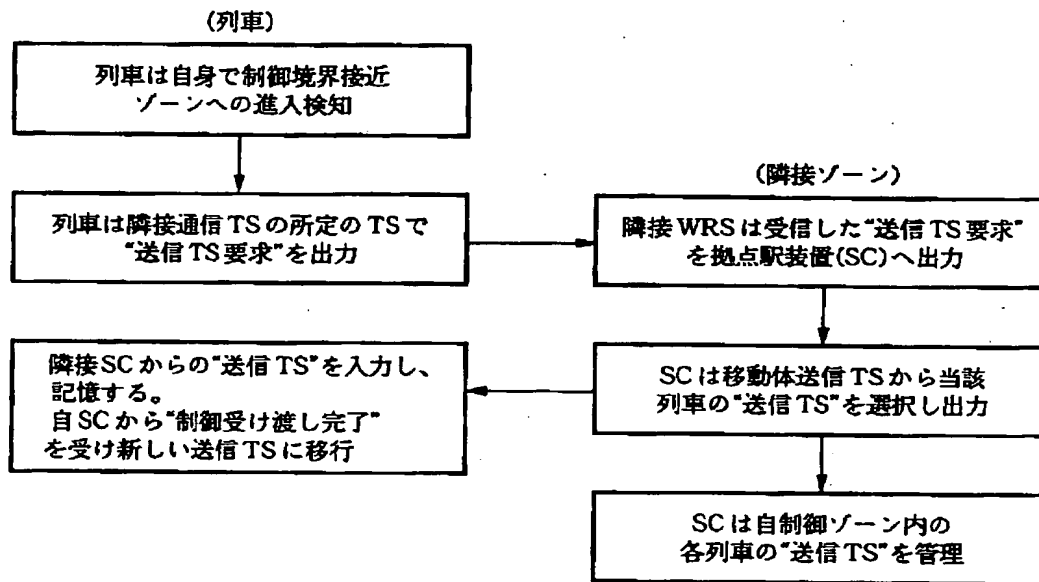 (列車)
列車は自身で制御境界接近
ゾーンへの進入検知
列車は隣接通信TSの所定のTSで
“送信TS要求”を出力
(隣接ゾーン)
隣接WRSは受信した“送信TS要求”
を拠点駅装置(SC)へ出力
隣接SCからの“送信TS”を入力し、
記憶する。
自SCから“制御受け渡し完了”
を受け新しい送信TSに移行
SCは移動体送信TSから当該
列車の“送信TS”を選択し出力
SCは自制御ゾーン内の
各列車の“送信TS”を管理